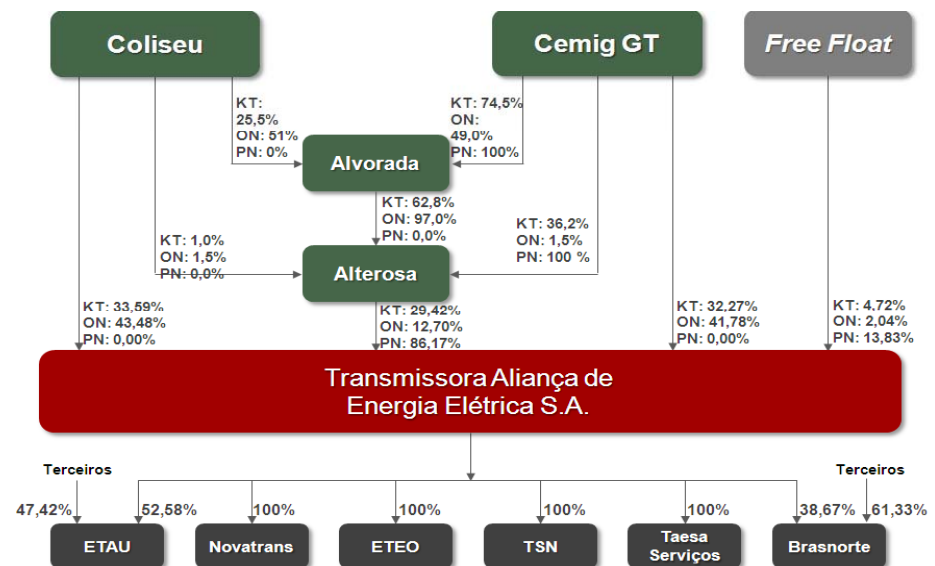 Coliseu
Cemig GT
Free Float
KT:
25,5%
ON: 51%
PN: 0%
KT: 74,5%
ON:
49,0%
PN: 100%
Alvorada
KT: 62,8%
ON: 97,0%
PN: 0,0%
KT: 1,0%
ON: 1,5%
PN: 0,0%
KT: 36,2%
ON: 1,5%
PN: 100 %
Alterosa
KT: 33,59%
ON: 43,48%
PN: 0,00%
KT: 29,42%
ON: 12,70%
PN: 86,17%
KT: 32,27%
ON: 41,78%
PN: 0,00%
KT: 4,72%
ON: 2,04%
PN: 13,83%
Transmissora Aliança de
Energia Elétrica S.A.
Terceiros
Terceiros
47,42%
52,58%
100%
100%
100%
100%
38,67%
61,33%
ETAU
Novatrans
ETEO
TSN
Taesa
Serviços
Brasnorte